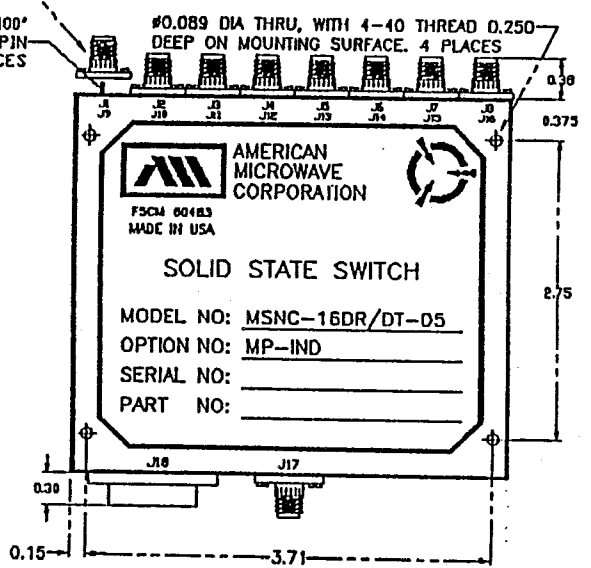 .100"
PIN
CES
Ø0.089 DIA THRU, WITH 4-40 THREAD 0.250
DEEP ON MOUNTING SURFACE. 4 PLACES
0.38
0.375
J1 J2 J3 J4 J5 J6 J7 J8
J9 J10 J11 J12 J13 J14 J15 J16
AMERICAN
MICROWAVE
CORPORATION
FSCM 60483
MADE IN USA
SOLID STATE SWITCH
2.75
MODEL NO: MSNC-16DR/DT-05
OPTION NO: MP-IND
SERIAL NO:
PART NO:
J18 J17
0.30
0.15
3.71